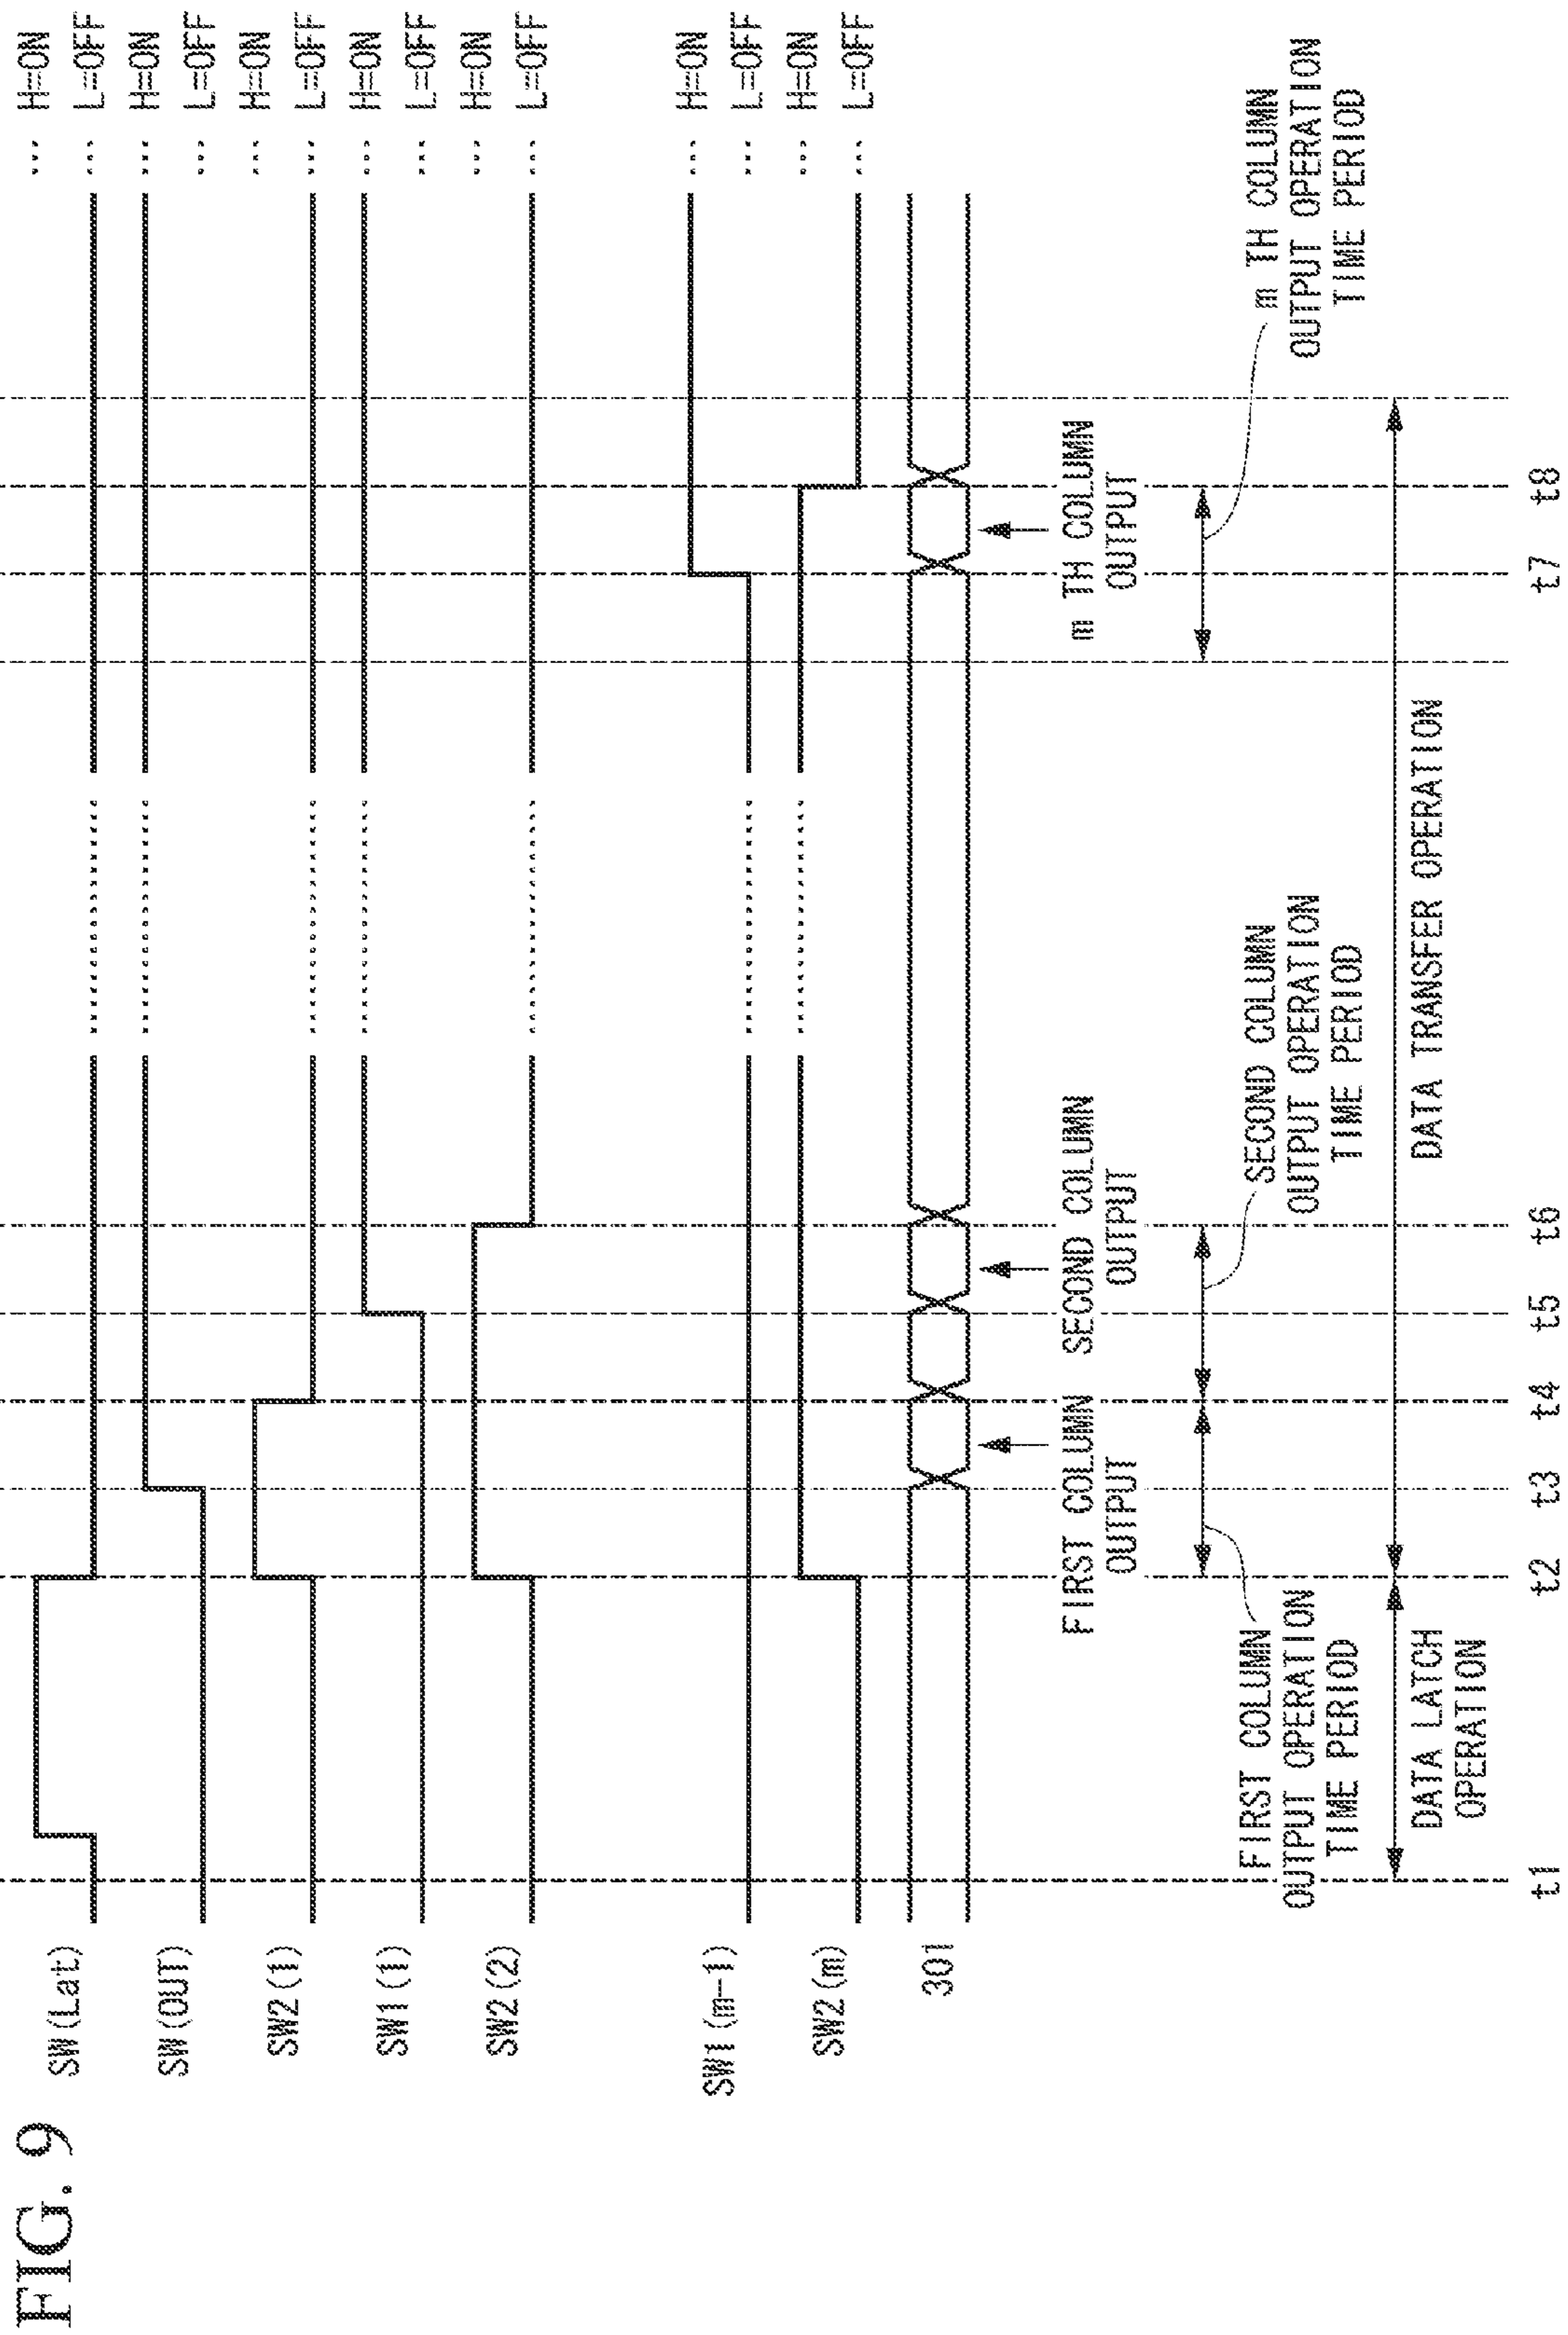 FIG. 9
SW(Lat)
H=ON
L=OFF
SW(OUT)
H=ON
L=OFF
SW2(1)
H=ON
L=OFF
SW1(1)
H=ON
L=OFF
SW2(2)
H=ON
L=OFF
SW1(m-1)
H=ON
L=OFF
SW2(m)
H=ON
L=OFF
301
FIRST COLUMN
OUTPUT
SECOND COLUMN
OUTPUT
m TH COLUMN
OUTPUT
FIRST COLUMN
OUTPUT OPERATION
TIME PERIOD
SECOND COLUMN
OUTPUT OPERATION
TIME PERIOD
m TH COLUMN
OUTPUT OPERATION
TIME PERIOD
DATA LATCH
OPERATION
DATA TRANSFER OPERATION
t1 t2 t3 t4 t5 t6 t7 t8